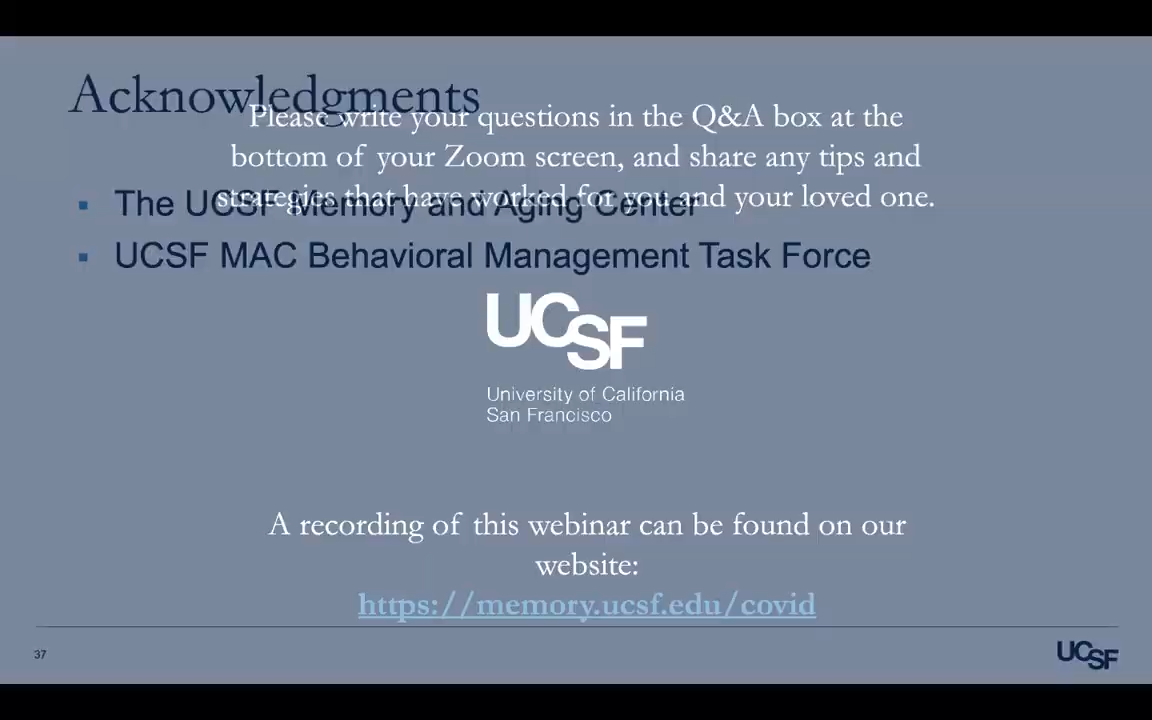 Acknowledgments
Please write your questions in the Q&A box at the
bottom of your Zoom screen, and share any tips and
strategies that have worked for you and your loved one.
▪ The UCSF Memory and Aging Center
▪ UCSF MAC Behavioral Management Task Force
UCSF
University of California
San Francisco
A recording of this webinar can be found on our
website:
https://memory.ucsf.edu/covid
37
UCSF